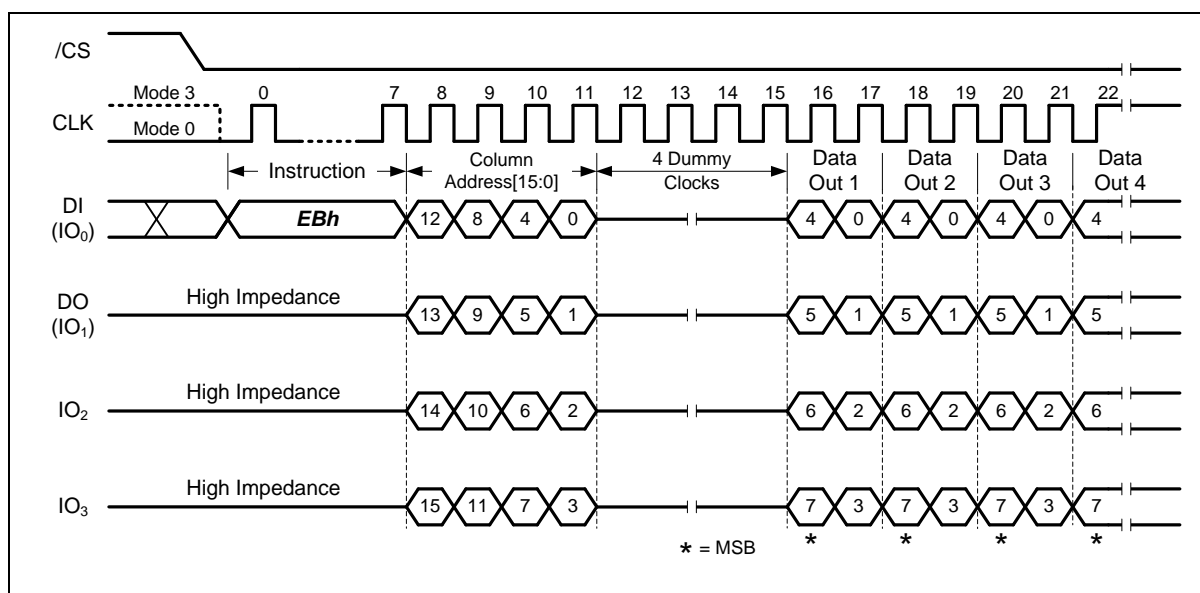 /CS
Mode 3 0 7 8 9 10 11 12 13 14 15 16 17 18 19 20 21 22
CLK
Mode 0
Instruction
Column
Address[15:0]
4 Dummy
Clocks
Data
Out 1
Data
Out 2
Data
Out 3
Data
Out 4
DI
(IO₀)
EBh 12 8 4 0 4 0 4 0 4 0 4
DO
(IO₁)
High Impedance
13 9 5 1 5 1 5 1 5 1 5
IO₂
High Impedance
14 10 6 2 6 2 6 2 6 2 6
IO₃
High Impedance
15 11 7 3 7 3 7 3 7 3 7
* * * *
* = MSB